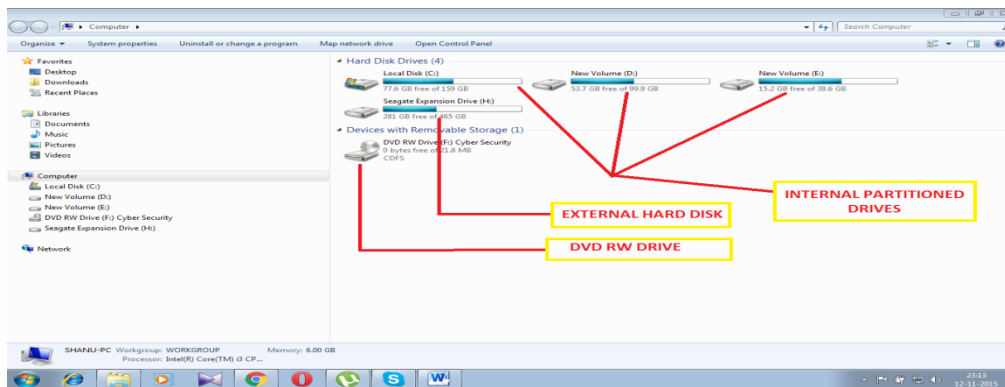 Computer
Search Computer
Organize
System properties
Uninstall or change a program
Map network drive
Open Control Panel
Favorites
Desktop
Downloads
Recent Places
Libraries
Documents
Music
Pictures
Videos
Computer
Local Disk (C:)
New Volume (D:)
New Volume (E:)
DVD RW Drive (F:) Cyber Security
Seagate Expansion Drive (H:)
Network
Hard Disk Drives (4)
Local Disk (C:)
77.6 GB free of 159 GB
New Volume (D:)
53.7 GB free of 99.9 GB
New Volume (E:)
15.2 GB free of 38.6 GB
Seagate Expansion Drive (H:)
281 GB free of 465 GB
Devices with Removable Storage (1)
DVD RW Drive (F:) Cyber Security
0 bytes free of 21.8 MB
CDFS
INTERNAL PARTITIONED
DRIVES
EXTERNAL HARD DISK
DVD RW DRIVE
SHANU-PC Workgroup: WORKGROUP Memory: 6.00 GB
Processor: Intel(R) Core(TM) i3 CP...
23:13
12-11-2015